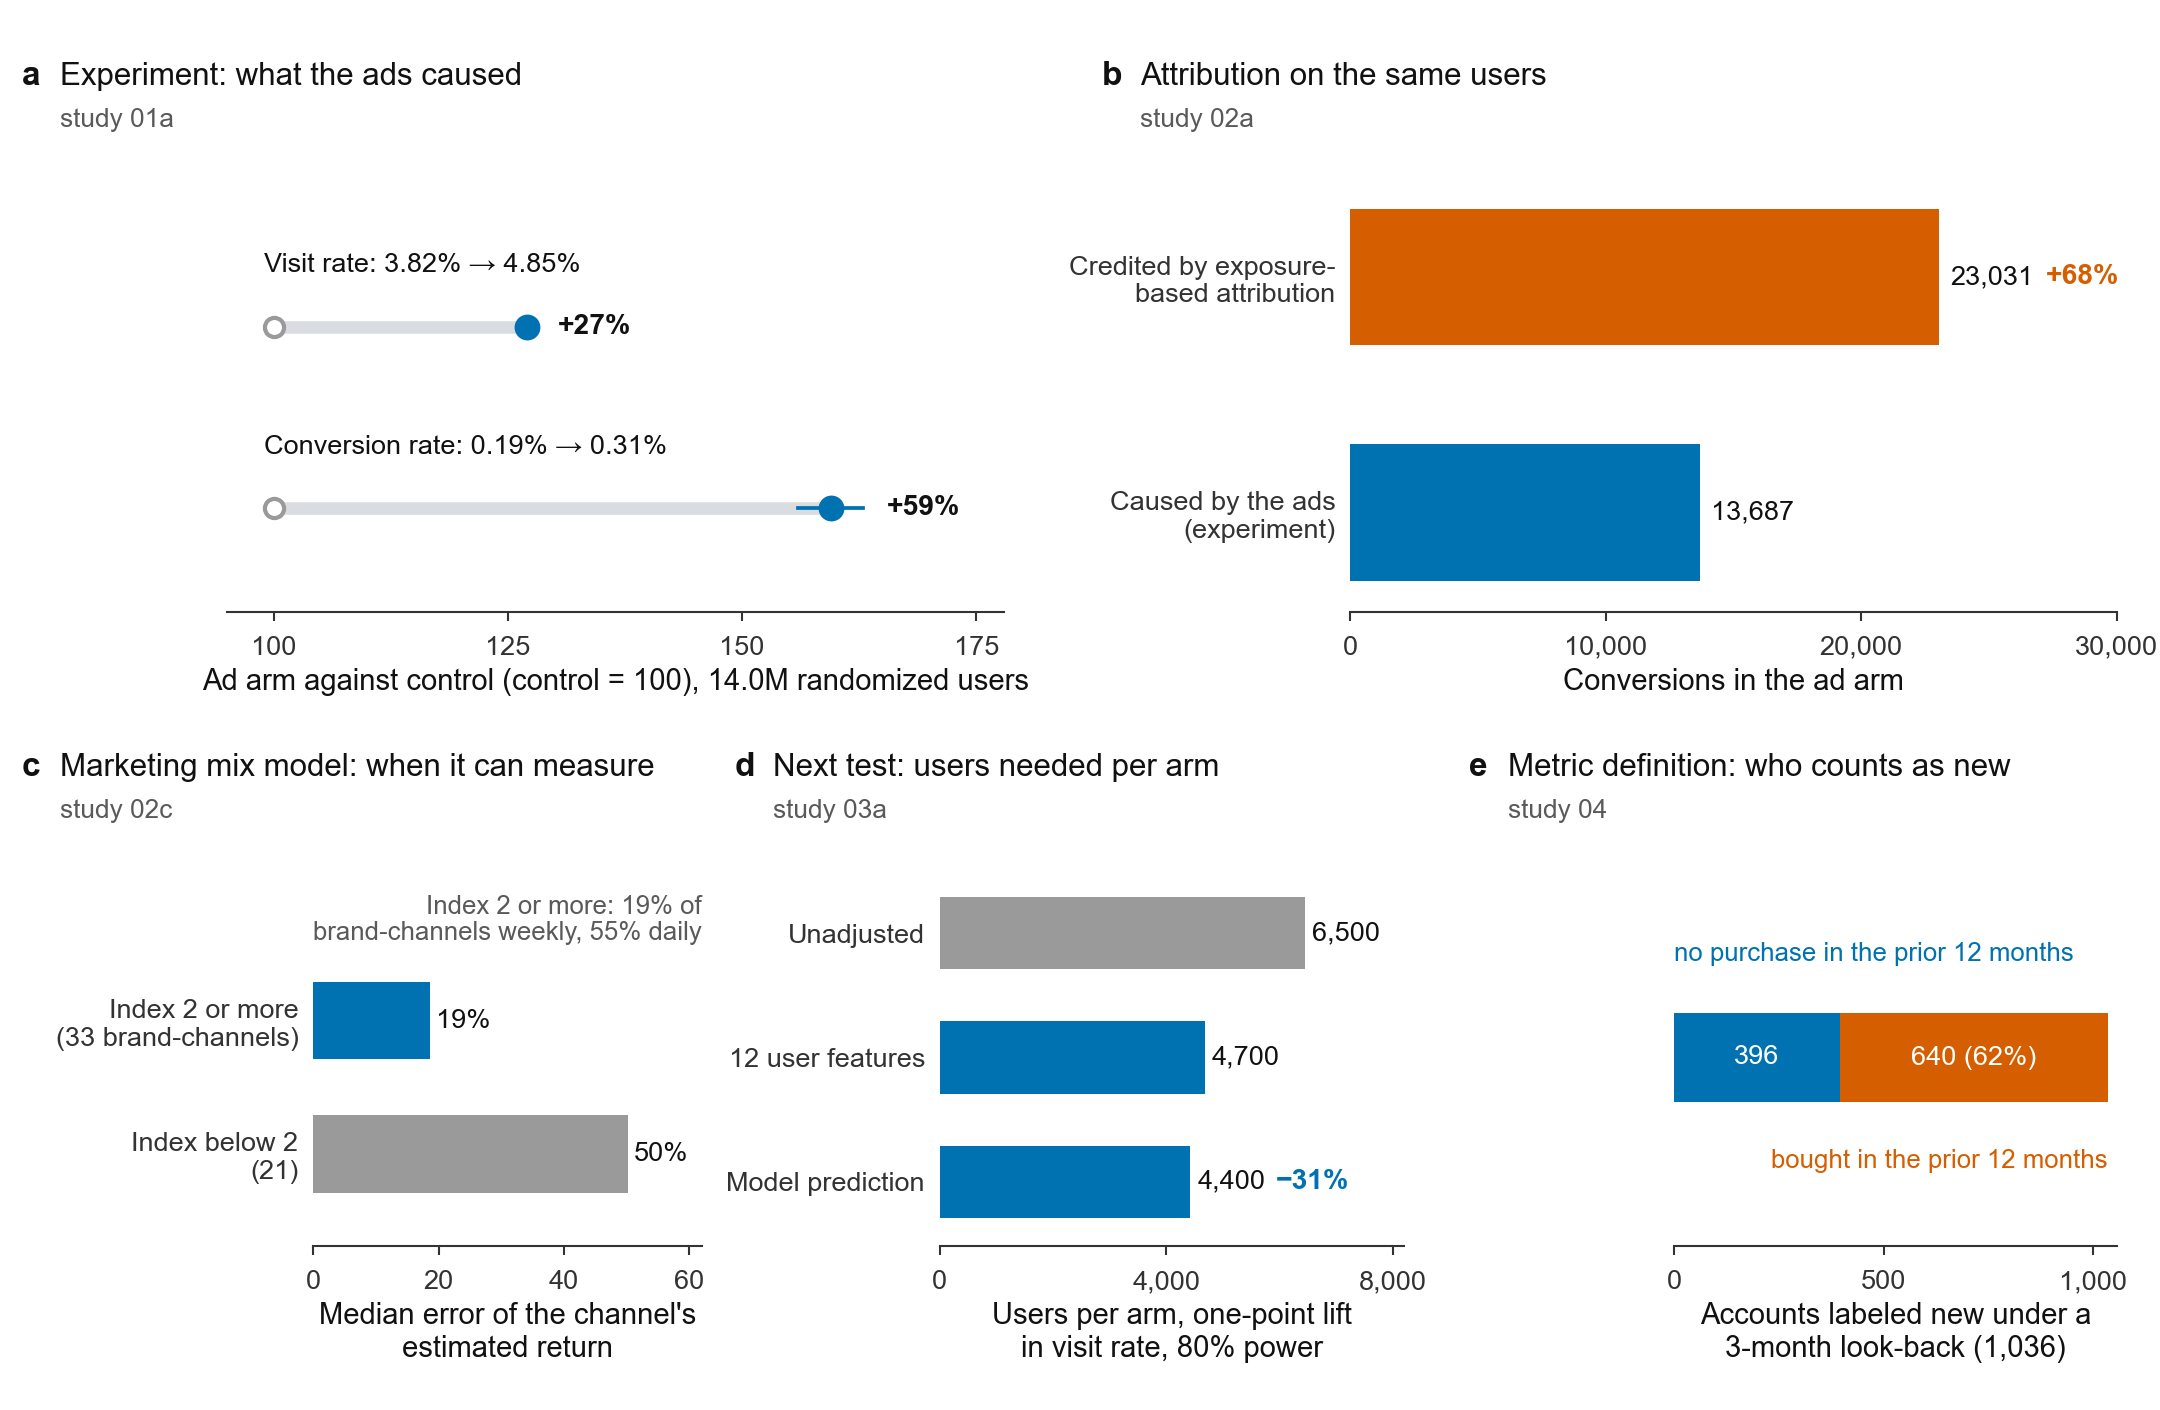 a Experiment: what the ads caused
study 01a
Visit rate: 3.82% → 4.85%
+27%
Conversion rate: 0.19% → 0.31%
+59%
100 125 150 175
Ad arm against control (control = 100), 14.0M randomized users
b Attribution on the same users
study 02a
Credited by exposure-
based attribution
23,031 +68%
Caused by the ads
(experiment)
13,687
0 10,000 20,000 30,000
Conversions in the ad arm
c Marketing mix model: when it can measure
study 02c
Index 2 or more: 19% of
brand-channels weekly, 55% daily
Index 2 or more
(33 brand-channels)
19%
Index below 2
(21)
50%
0 20 40 60
Median error of the channel's
estimated return
d Next test: users needed per arm
study 03a
Unadjusted 6,500
12 user features 4,700
Model prediction 4,400 −31%
0 4,000 8,000
Users per arm, one-point lift
in visit rate, 80% power
e Metric definition: who counts as new
study 04
no purchase in the prior 12 months
396 640 (62%)
bought in the prior 12 months
0 500 1,000
Accounts labeled new under a
3-month look-back (1,036)